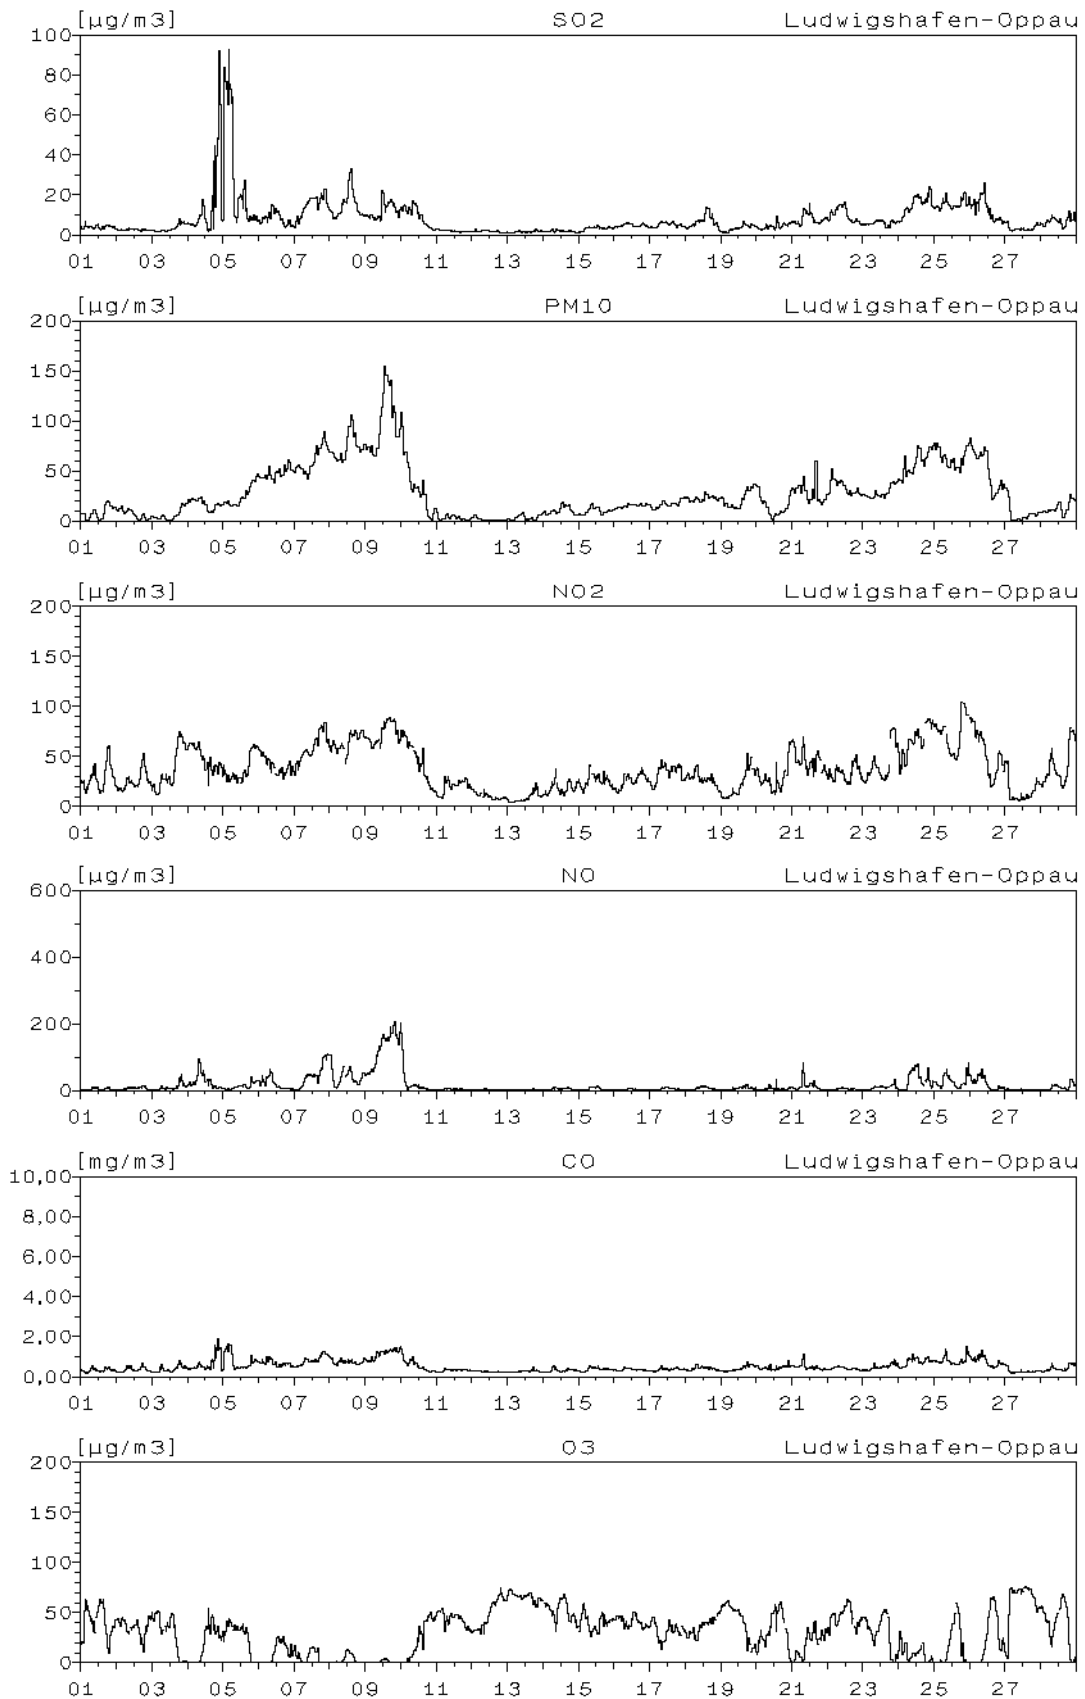 [µg/m3] SO2 Ludwigshafen-Oppau
100
80
60
40
20
0
01 03 05 07 09 11 13 15 17 19 21 23 25 27
[µg/m3] PM10 Ludwigshafen-Oppau
200
150
100
50
0
01 03 05 07 09 11 13 15 17 19 21 23 25 27
[µg/m3] NO2 Ludwigshafen-Oppau
200
150
100
50
0
01 03 05 07 09 11 13 15 17 19 21 23 25 27
[µg/m3] NO Ludwigshafen-Oppau
600
400
200
0
01 03 05 07 09 11 13 15 17 19 21 23 25 27
[mg/m3] CO Ludwigshafen-Oppau
10,00
8,00
6,00
4,00
2,00
0,00
01 03 05 07 09 11 13 15 17 19 21 23 25 27
[µg/m3] O3 Ludwigshafen-Oppau
200
150
100
50
0
01 03 05 07 09 11 13 15 17 19 21 23 25 27